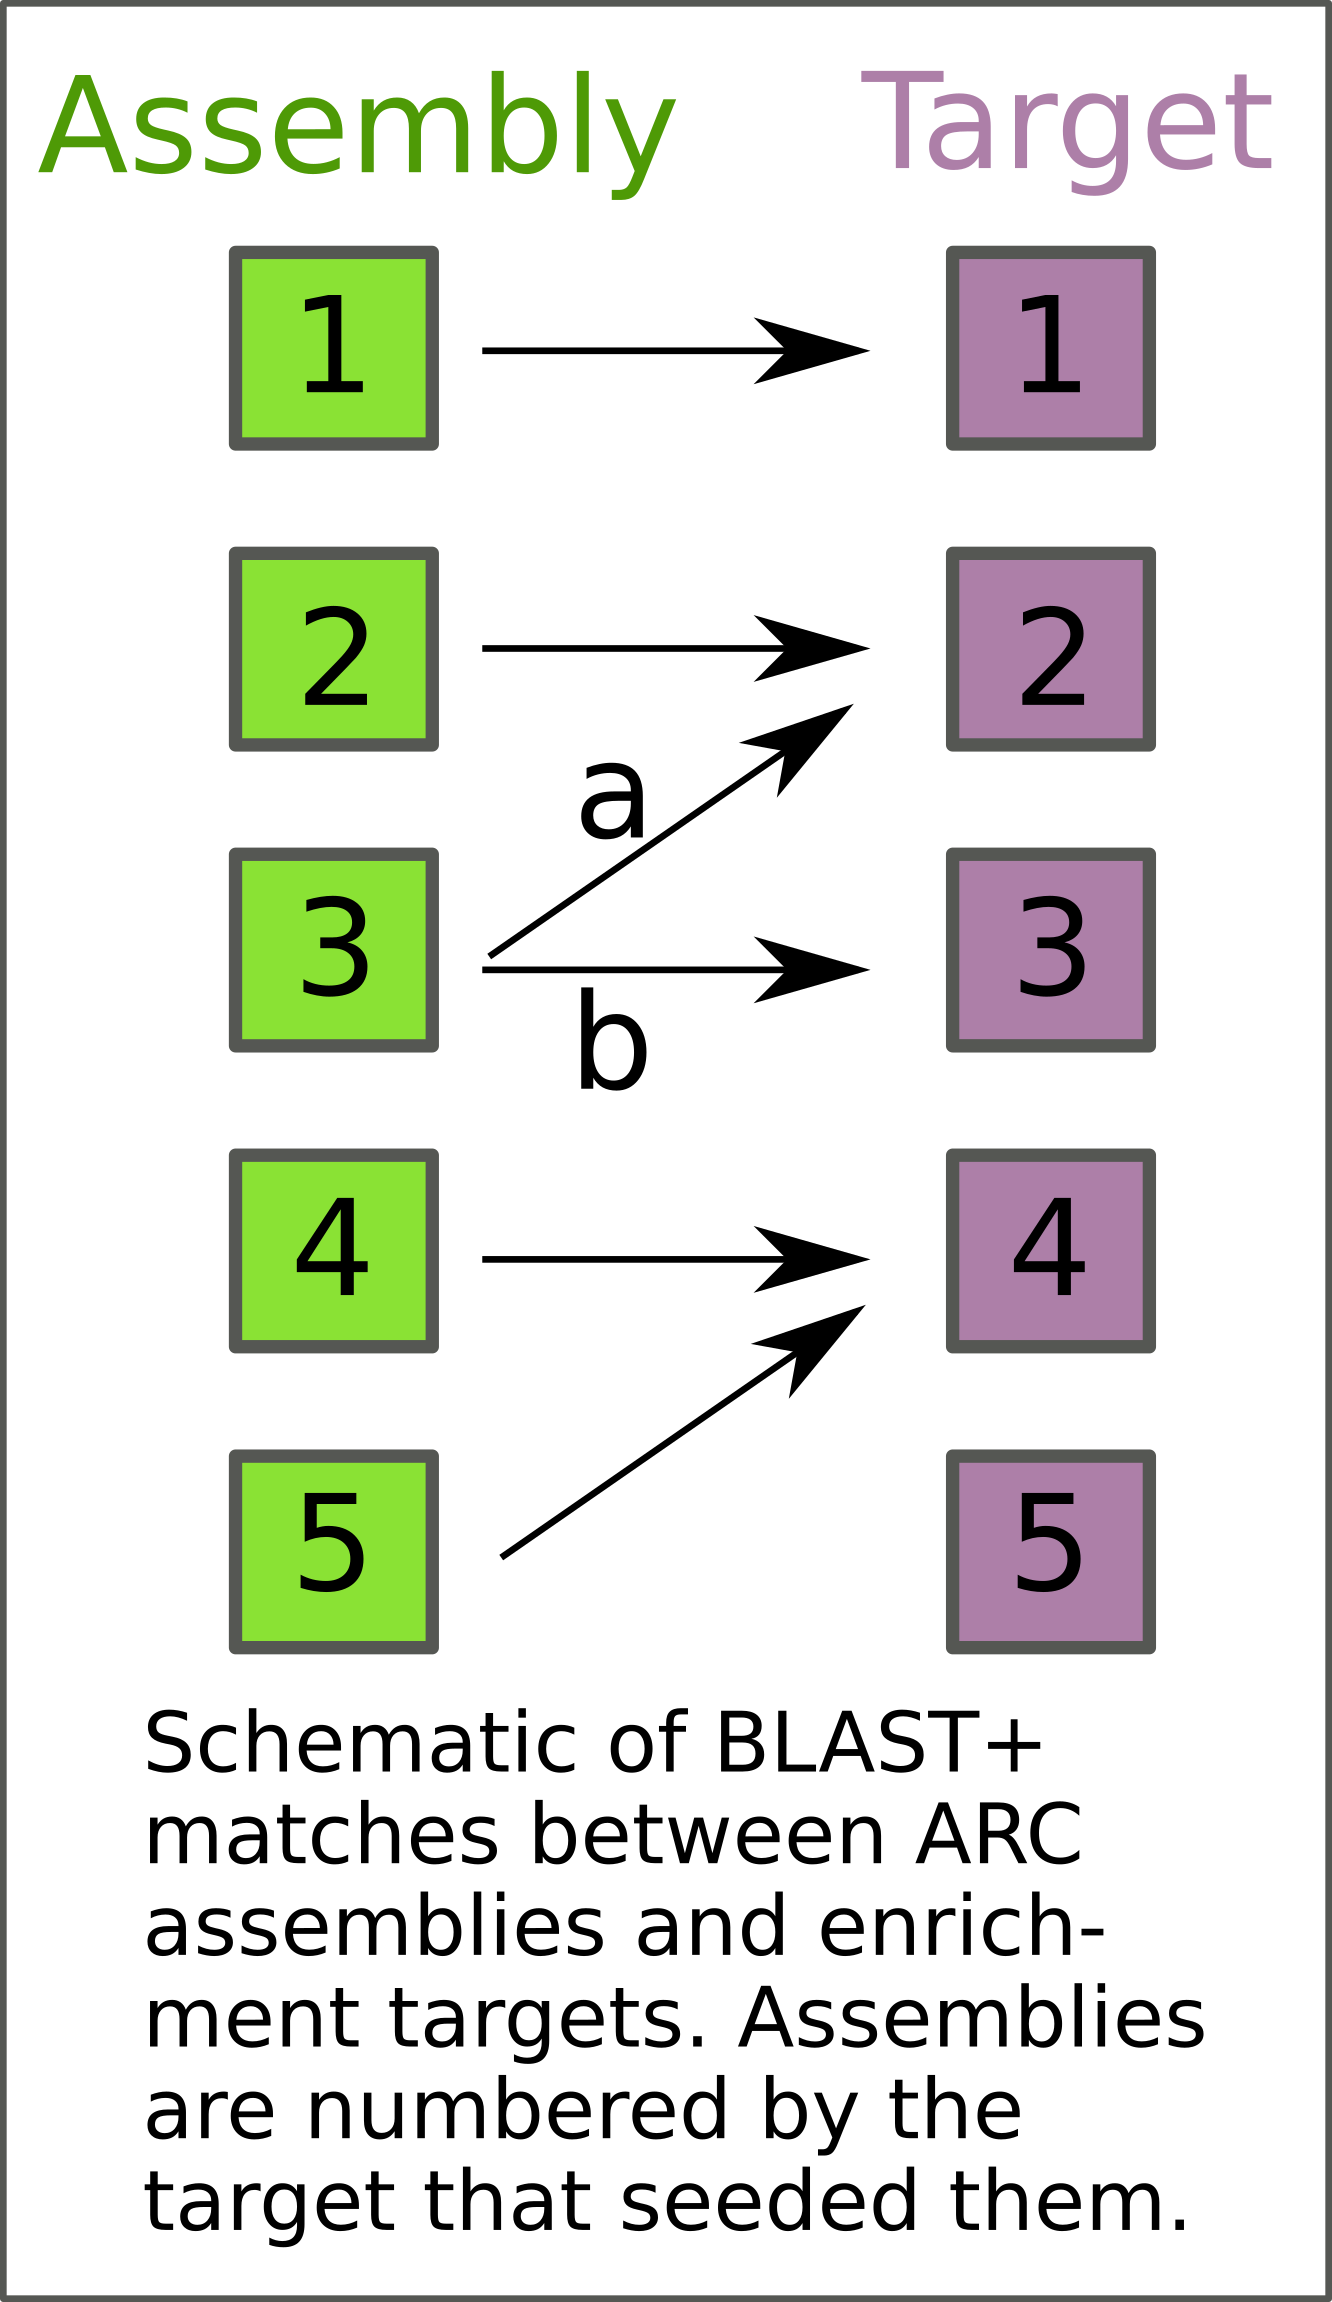 Assembly Target
1 1
2 2
a
3 3
b
4 4
5 5
Schematic of BLAST+
matches between ARC
assemblies and enrich-
ment targets. Assemblies
are numbered by the
target that seeded them.